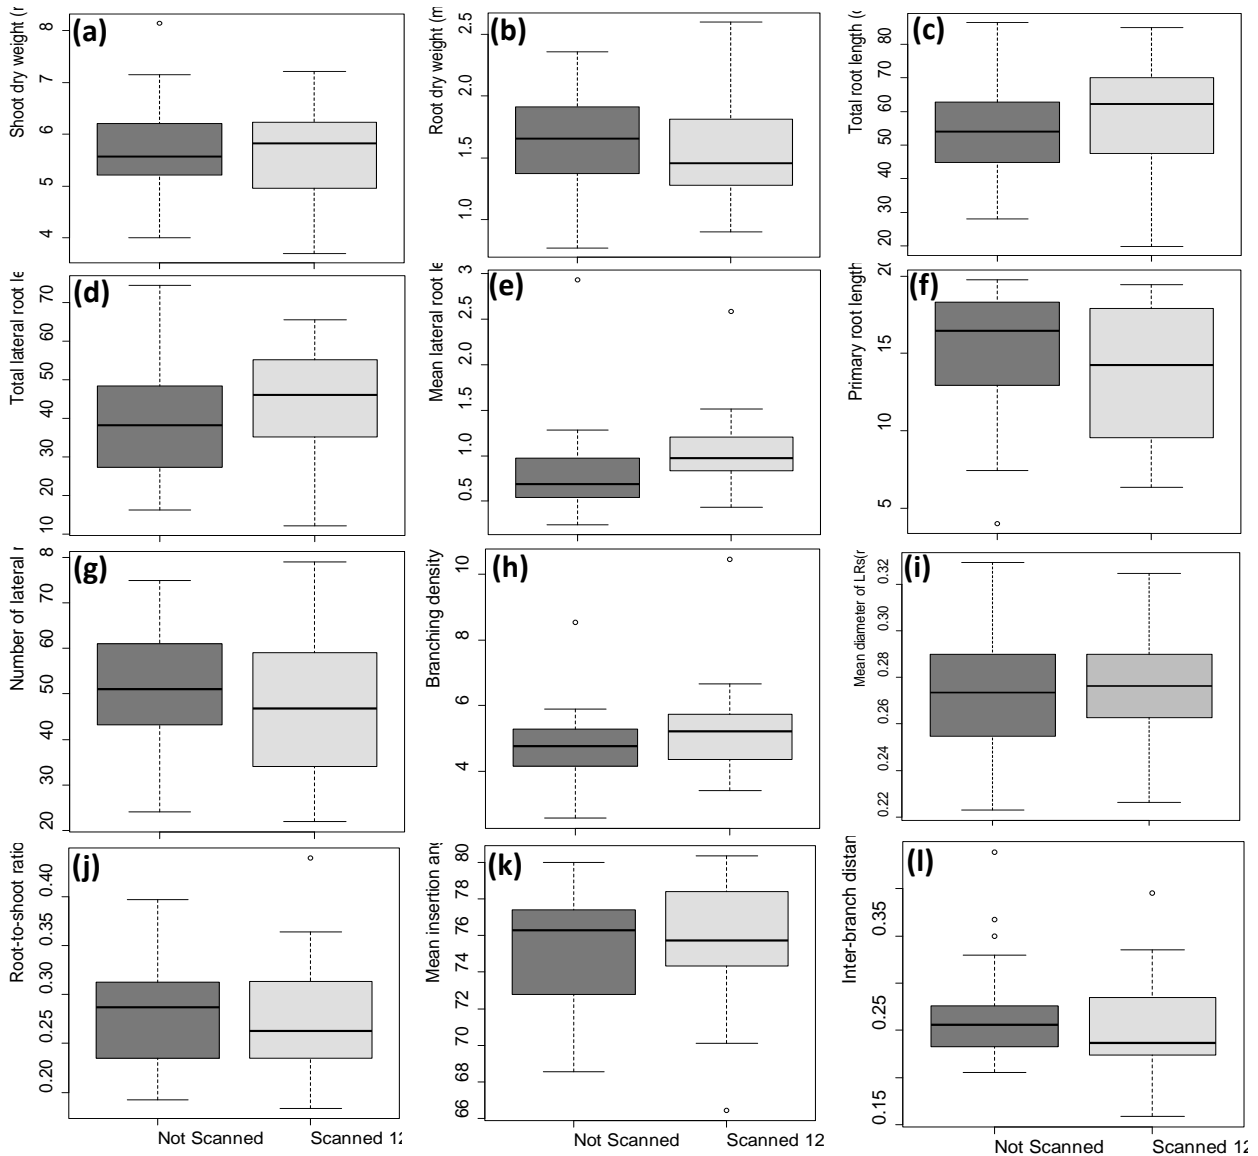 (a)
Shoot dry weight (r
4 5 6 7 8
(b)
Root dry weight (m
1.0 1.5 2.0 2.5
(c)
Total root length (
20 30 40 50 60 70 80
(d)
Total lateral root le
10 20 30 40 50 60 70
(e)
Mean lateral root le
0.5 1.0 1.5 2.0 2.5 3
(f)
Primary root length
5 10 15 20
(g)
Number of lateral r
20 30 40 50 60 70 8
(h)
Branching density
4 6 8 10
(i)
Mean diameter of LRs(r
0.22 0.24 0.26 0.28 0.30 0.32
(j)
Root-to-shoot ratio
0.20 0.25 0.30 0.35 0.40
Not Scanned Scanned 12
(k)
Mean insertion ang
66 68 70 72 74 76 78 80
Not Scanned Scanned 12
(l)
Inter-branch distan
0.15 0.25 0.35
Not Scanned Scanned 12